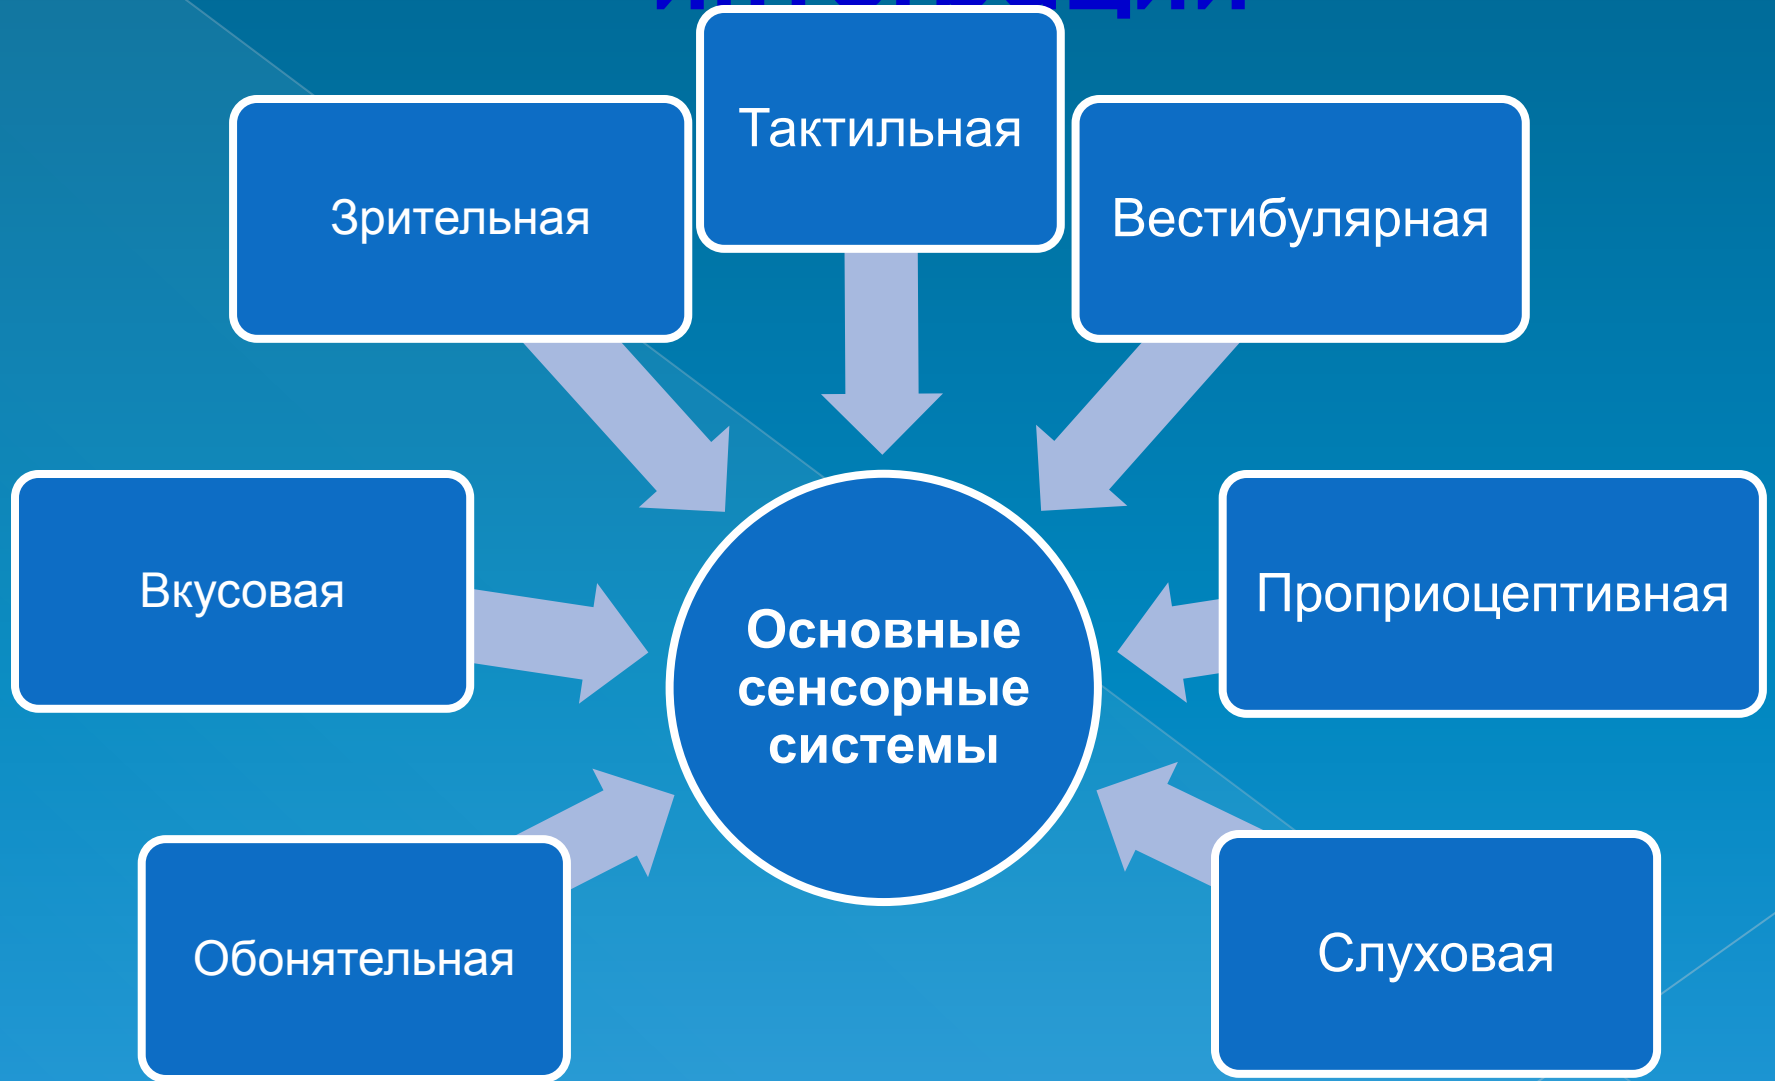 Тактильная
Зрительная
Вестибулярная
Вкусовая
Проприоцептивная
Основные
сенсорные
системы
Обонятельная
Слуховая